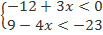 −12 + 3x < 0
9 − 4x < −23